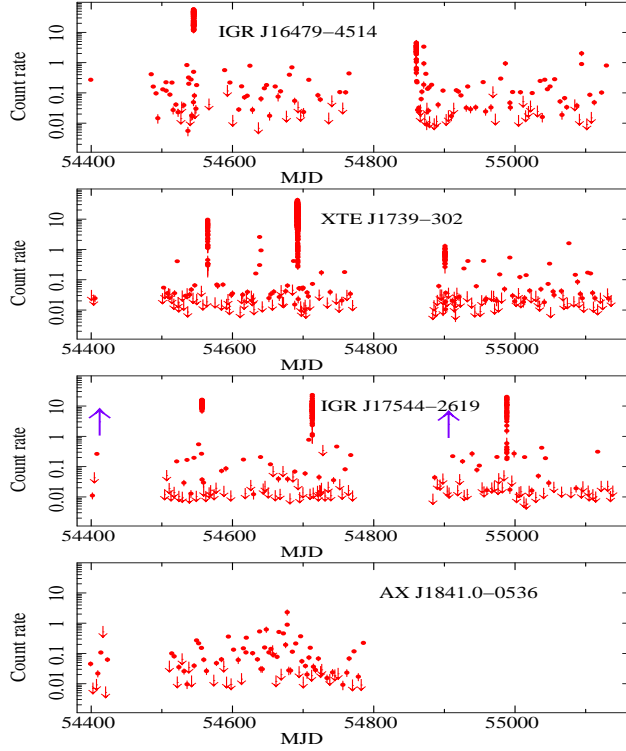 IGR J16479−4514
Count rate
10
1
0.1
0.01
54400 54600 54800 55000
MJD
XTE J1739−302
Count rate
10
1
0.1
0.01
54400 54600 54800 55000
MJD
IGR J17544−2619
Count rate
10
1
0.1
0.01
54400 54600 54800 55000
MJD
AX J1841.0−0536
Count rate
10
1
0.1
0.01
54400 54600 54800 55000
MJD